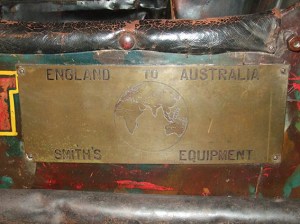 ENGLAND TO AUSTRALIA
SMITH'S EQUIPMENT